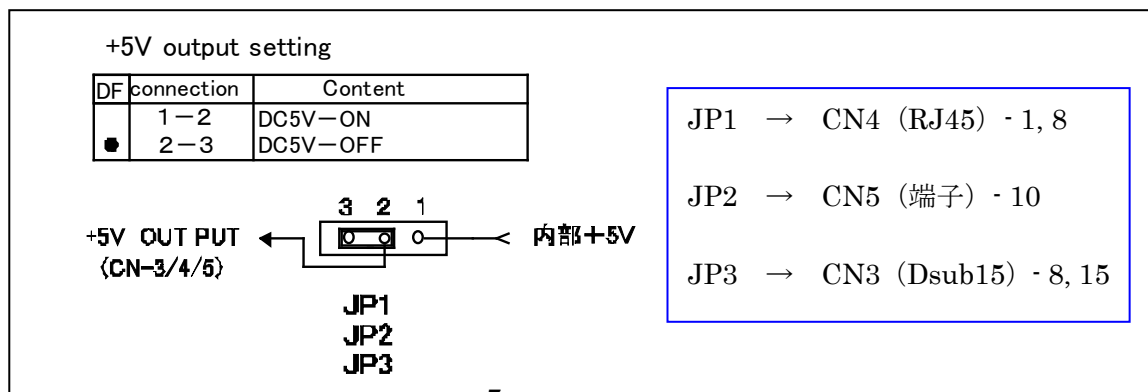 +5V output setting
DF connection Content
1-2 DC5V-ON
● 2-3 DC5V-OFF
3 2 1
+5V OUT PUT
(CN-3/4/5)
内部+5V
JP1
JP2
JP3
JP1 → CN4 (RJ45) - 1, 8
JP2 → CN5 (端子) - 10
JP3 → CN3 (Dsub15) - 8, 15